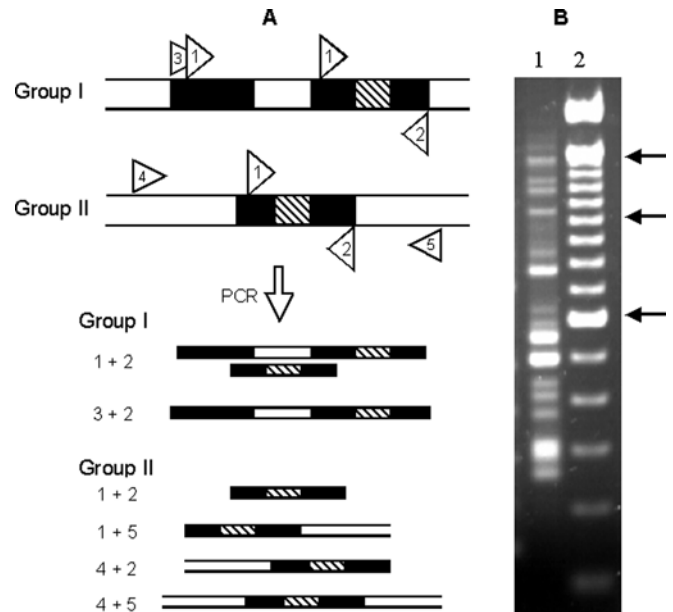 A
B
3 1 1
1 2
Group I
2
4 1
Group II
2 5
PCR
Group I
1 + 2
3 + 2
Group II
1 + 2
1 + 5
4 + 2
4 + 5